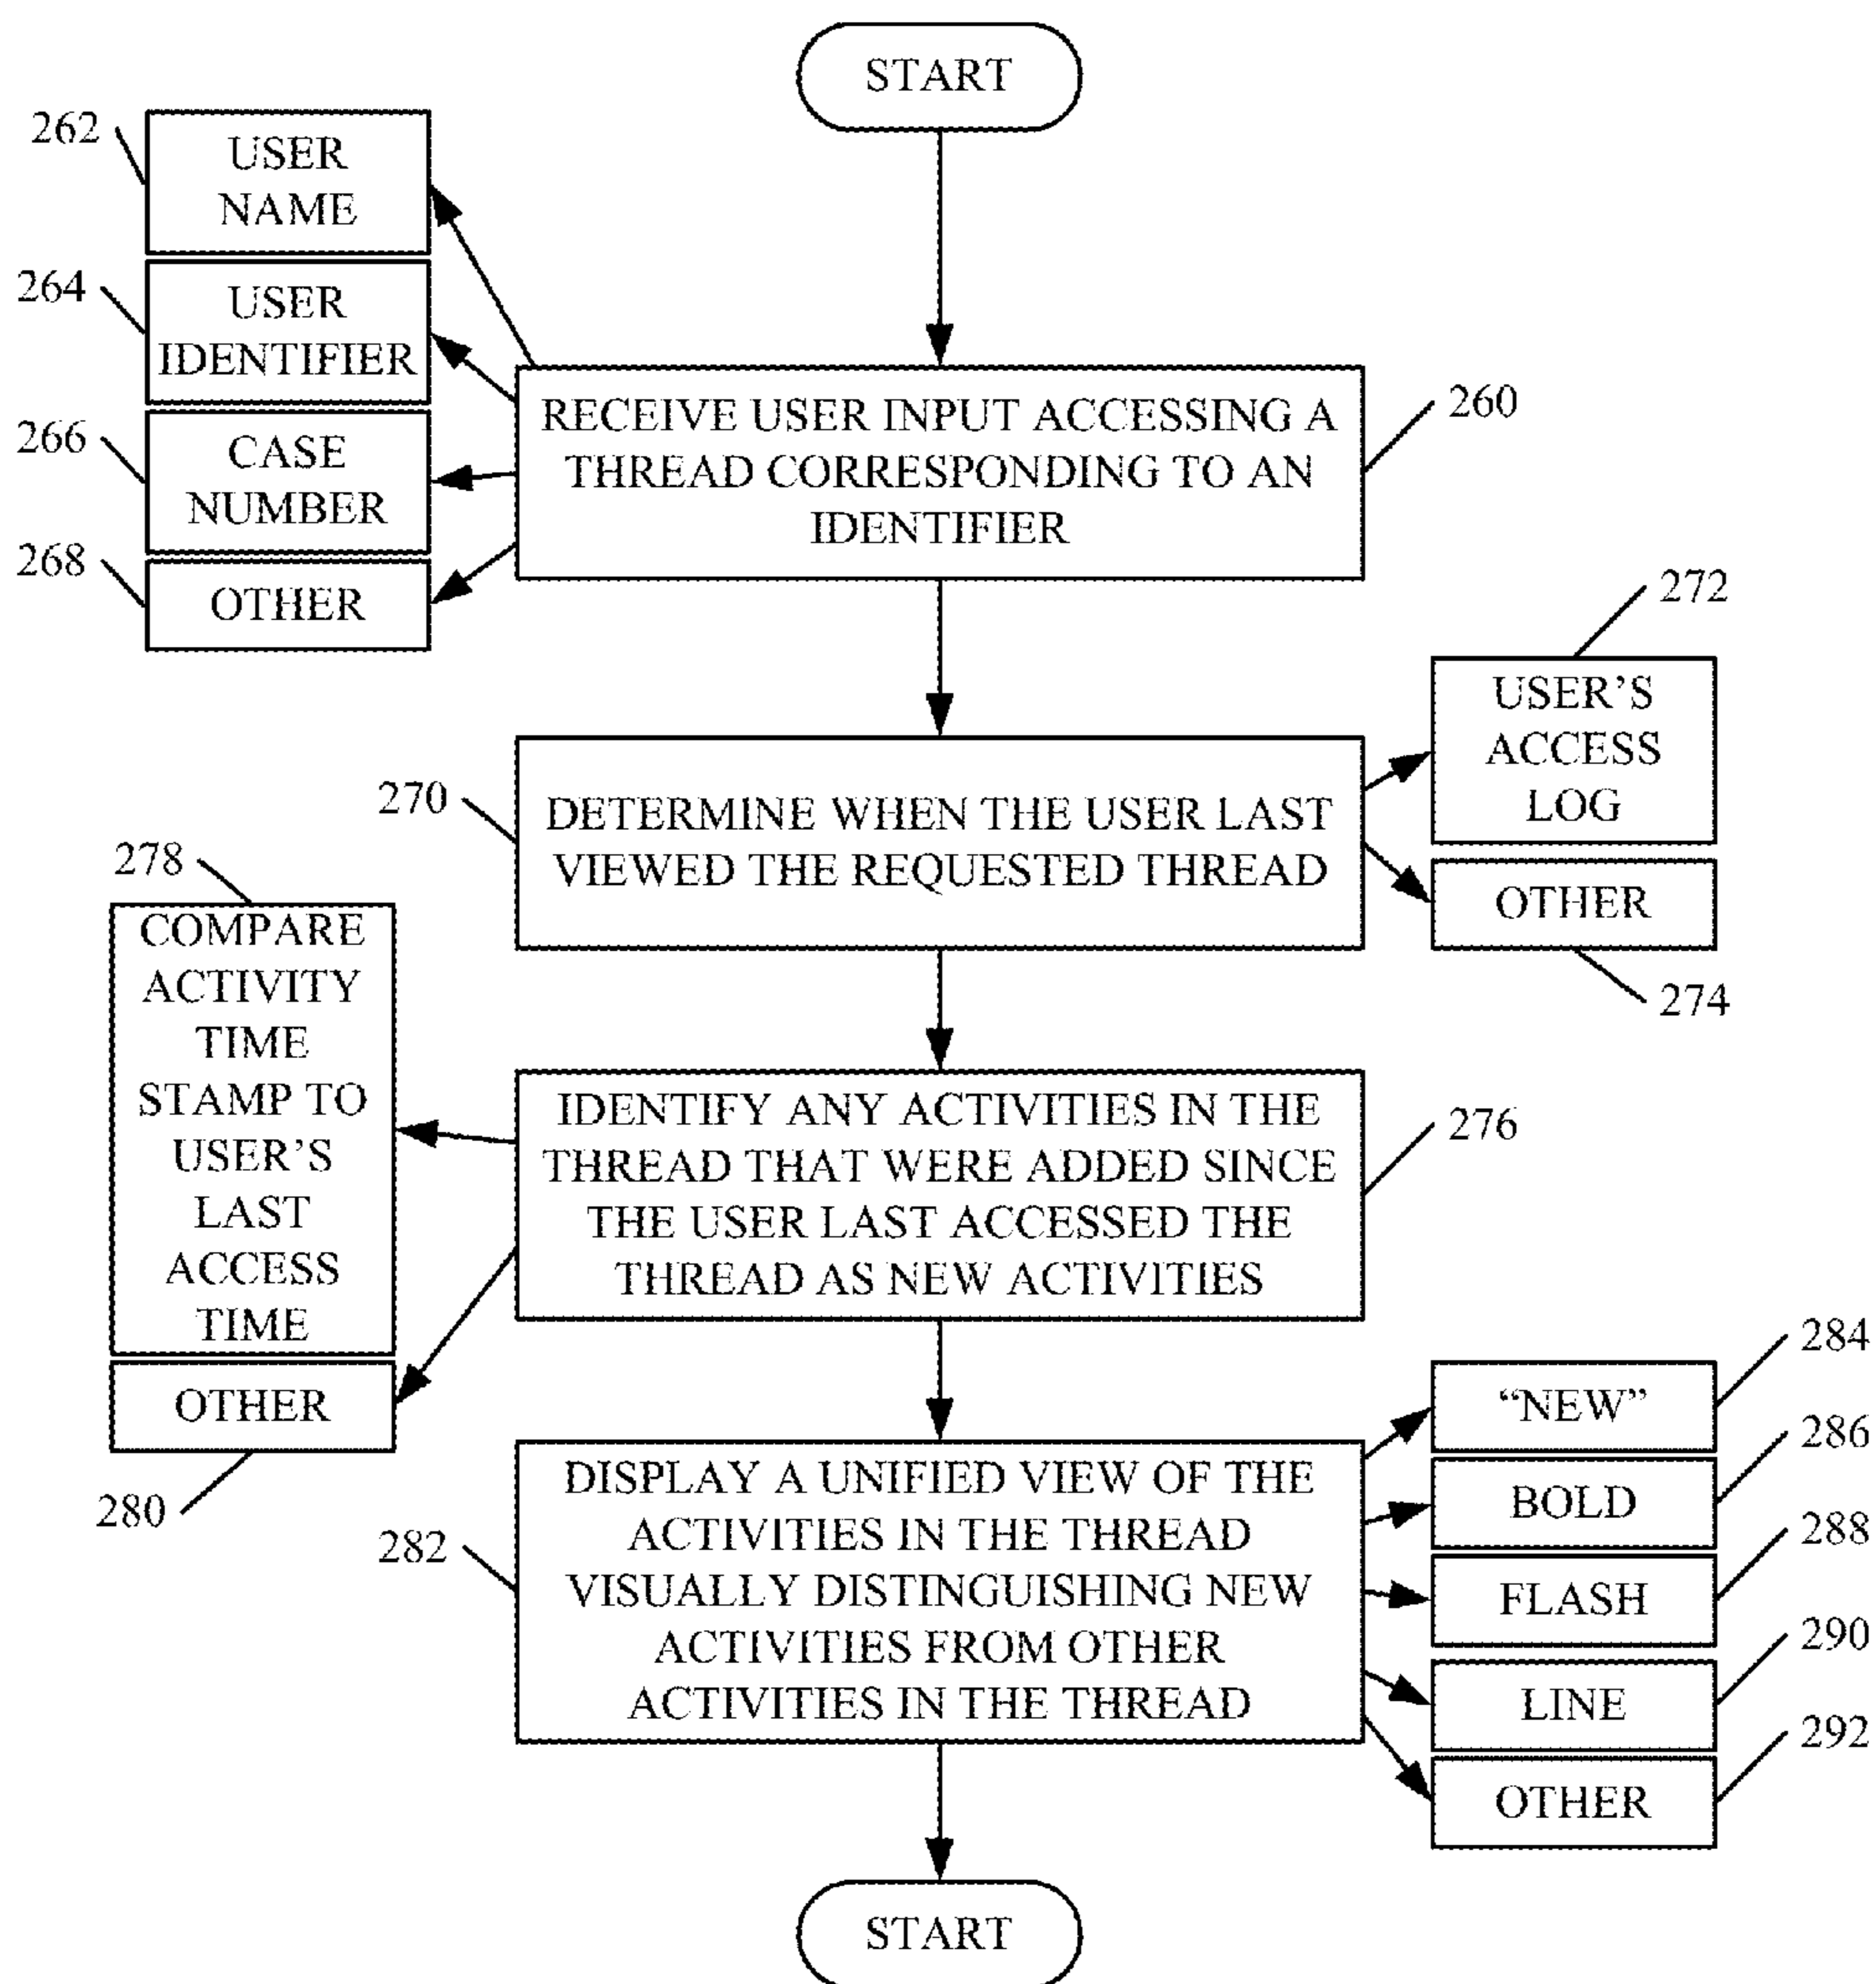 START
262
USER
NAME
264
USER
IDENTIFIER
266
CASE
NUMBER
268
OTHER
RECEIVE USER INPUT ACCESSING A
THREAD CORRESPONDING TO AN
IDENTIFIER
260
272
USER’S
ACCESS
LOG
270
DETERMINE WHEN THE USER LAST
VIEWED THE REQUESTED THREAD
OTHER
274
278
COMPARE
ACTIVITY
TIME
STAMP TO
USER’S
LAST
ACCESS
TIME
OTHER
280
IDENTIFY ANY ACTIVITIES IN THE
THREAD THAT WERE ADDED SINCE
THE USER LAST ACCESSED THE
THREAD AS NEW ACTIVITIES
276
282
DISPLAY A UNIFIED VIEW OF THE
ACTIVITIES IN THE THREAD
VISUALLY DISTINGUISHING NEW
ACTIVITIES FROM OTHER
ACTIVITIES IN THE THREAD
“NEW”
284
BOLD
286
FLASH
288
LINE
290
OTHER
292
START